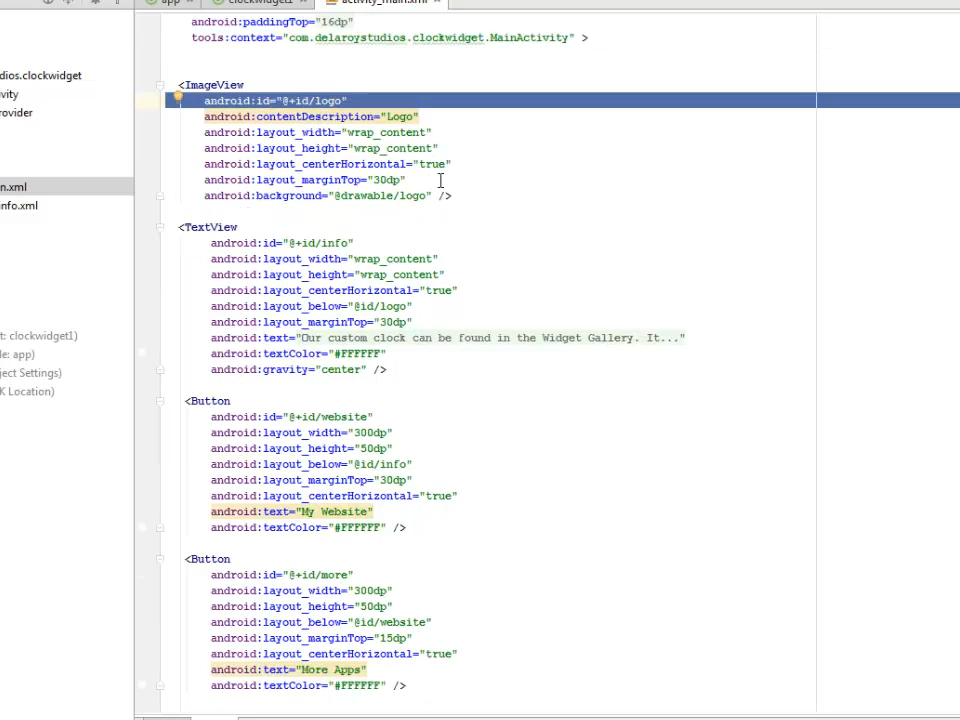 app
clockwidget1
activity_main.xml
android:paddingTop="16dp"
tools:context="com.delaroystudios.clockwidget.MainActivity" >
dios.clockwidget
vity
rovider
n.xml
nfo.xml
t: clockwidget1)
le: app)
ject Settings)
K Location)
<ImageView
android:id="@+id/logo"
android:contentDescription="Logo"
android:layout_width="wrap_content"
android:layout_height="wrap_content"
android:layout_centerHorizontal="true"
android:layout_marginTop="30dp"
android:background="@drawable/logo" />
<TextView
android:id="@+id/info"
android:layout_width="wrap_content"
android:layout_height="wrap_content"
android:layout_centerHorizontal="true"
android:layout_below="@id/logo"
android:layout_marginTop="30dp"
android:text="Our custom clock can be found in the Widget Gallery. It..."
android:textColor="#FFFFFF"
android:gravity="center" />
<Button
android:id="@+id/website"
android:layout_width="300dp"
android:layout_height="50dp"
android:layout_below="@id/info"
android:layout_marginTop="30dp"
android:layout_centerHorizontal="true"
android:text="My Website"
android:textColor="#FFFFFF" />
<Button
android:id="@+id/more"
android:layout_width="300dp"
android:layout_height="50dp"
android:layout_below="@id/website"
android:layout_marginTop="15dp"
android:layout_centerHorizontal="true"
android:text="More Apps"
android:textColor="#FFFFFF" />